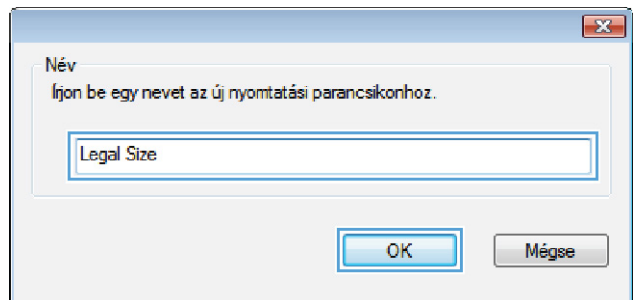 Név
Írjon be egy nevet az új nyomtatási parancsikonhoz.
Legal Size
OK
Mégse